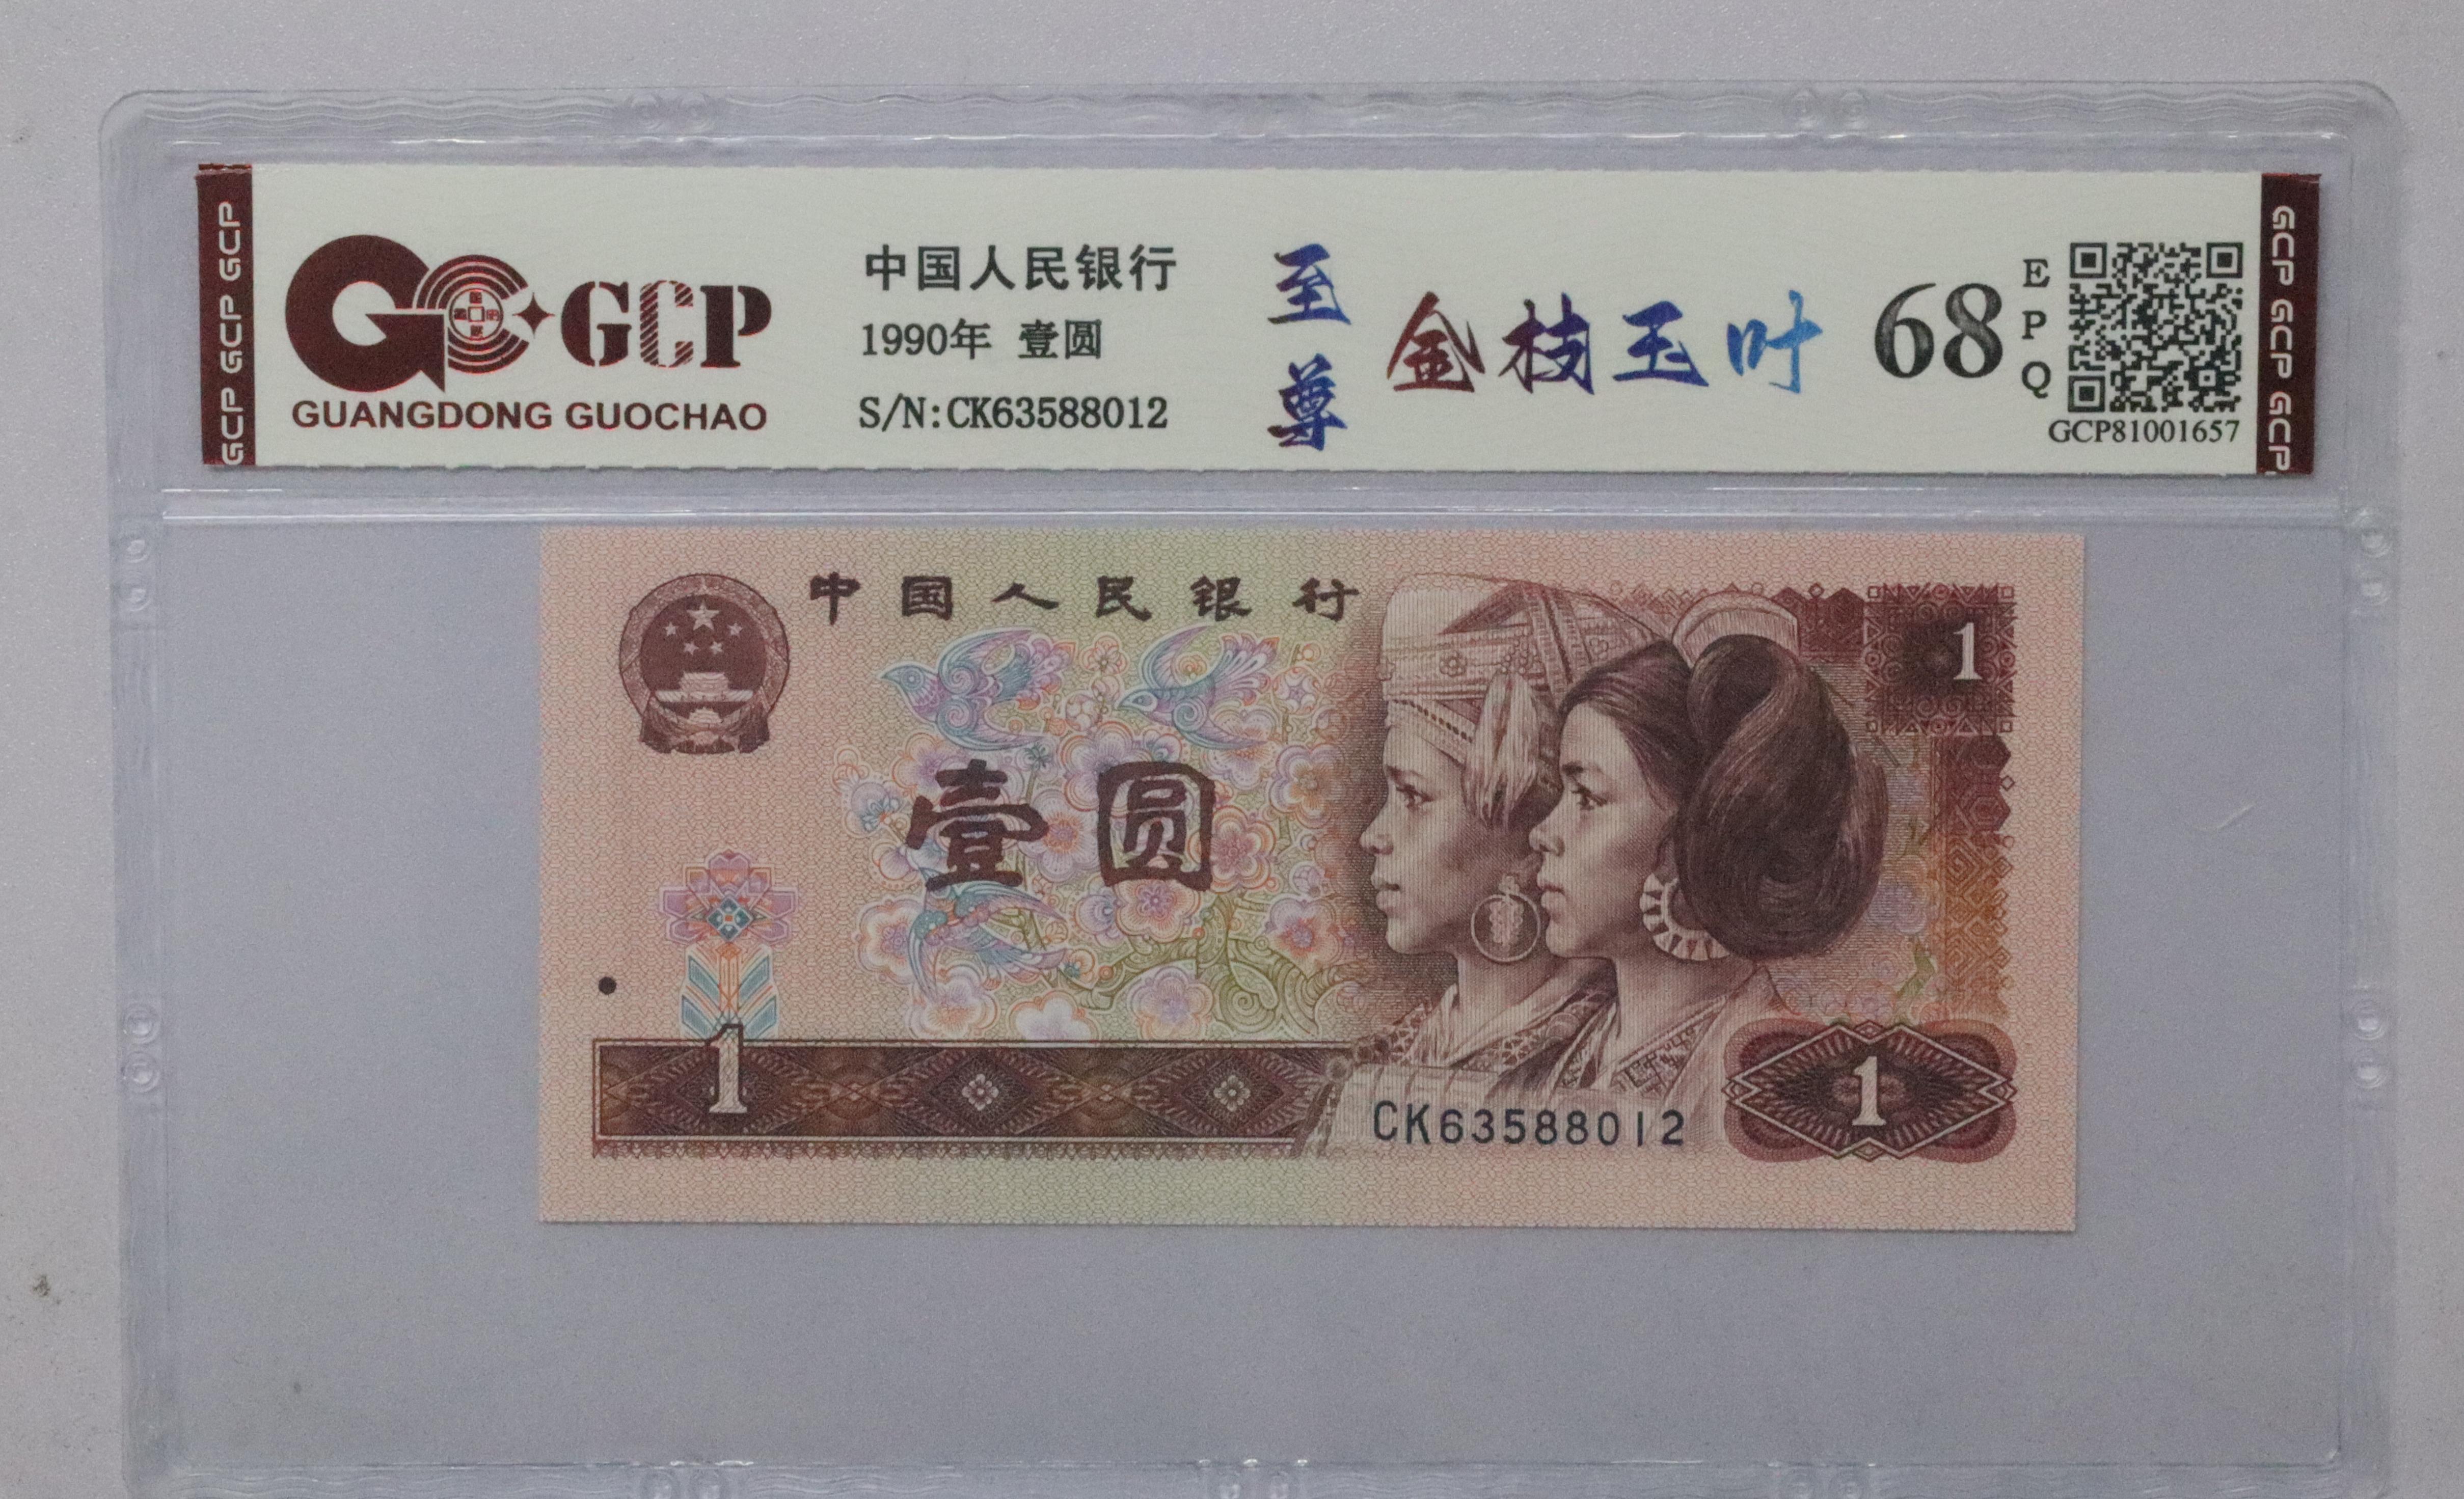 GCP GCP GCP
GCP
GUANGDONG GUOCHAO
中国人民银行
1990年 壹圆
S/N:CK63588012
至尊
金枝玉叶
68
EPQ
GCP81001657
GCP GCP GCP
中国人民银行
1
壹圆
1
CK63588012
1